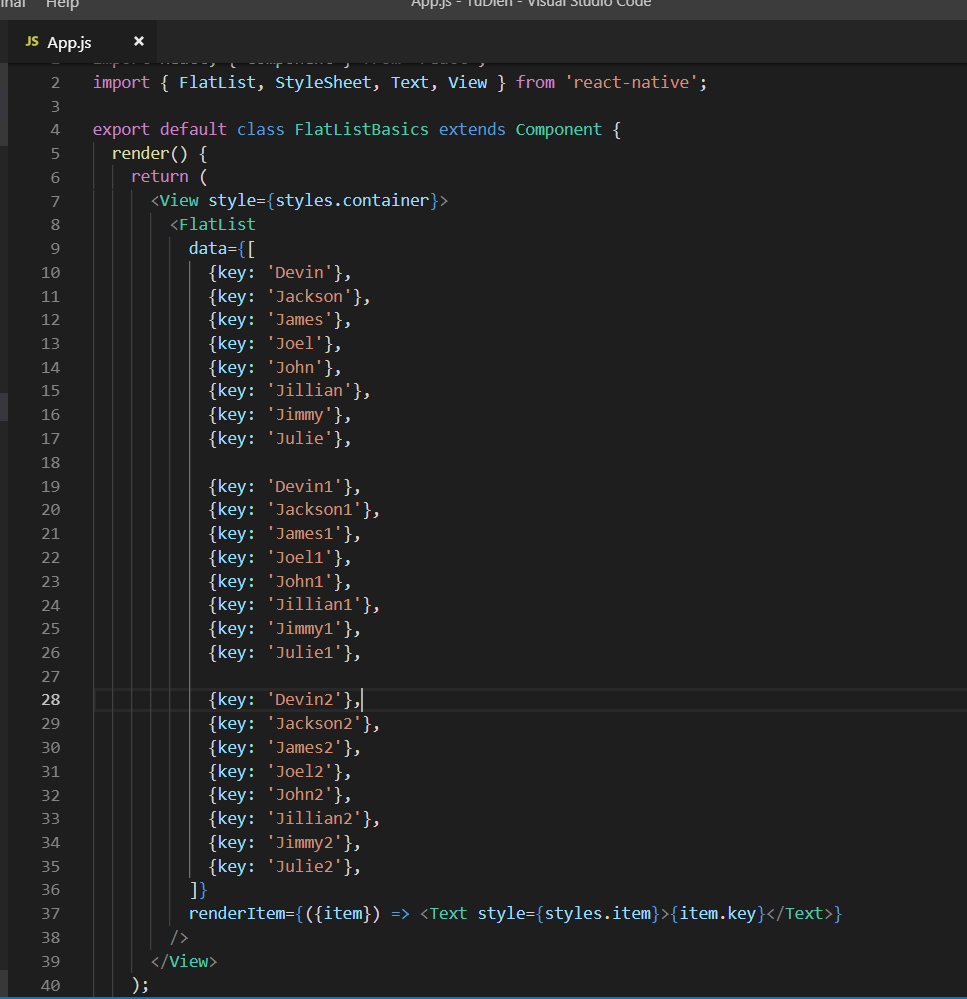 Help
App.js - TuDien - Visual Studio Code
JS App.js ×
2 import { FlatList, StyleSheet, Text, View } from 'react-native';
3
4 export default class FlatListBasics extends Component {
5 render() {
6 return (
7 <View style={styles.container}>
8 <FlatList
9 data={[
10 {key: 'Devin'},
11 {key: 'Jackson'},
12 {key: 'James'},
13 {key: 'Joel'},
14 {key: 'John'},
15 {key: 'Jillian'},
16 {key: 'Jimmy'},
17 {key: 'Julie'},
18
19 {key: 'Devin1'},
20 {key: 'Jackson1'},
21 {key: 'James1'},
22 {key: 'Joel1'},
23 {key: 'John1'},
24 {key: 'Jillian1'},
25 {key: 'Jimmy1'},
26 {key: 'Julie1'},
27
28 {key: 'Devin2'},
29 {key: 'Jackson2'},
30 {key: 'James2'},
31 {key: 'Joel2'},
32 {key: 'John2'},
33 {key: 'Jillian2'},
34 {key: 'Jimmy2'},
35 {key: 'Julie2'},
36 ]}
37 renderItem={({item}) => <Text style={styles.item}>{item.key}</Text>}
38 />
39 </View>
40 );